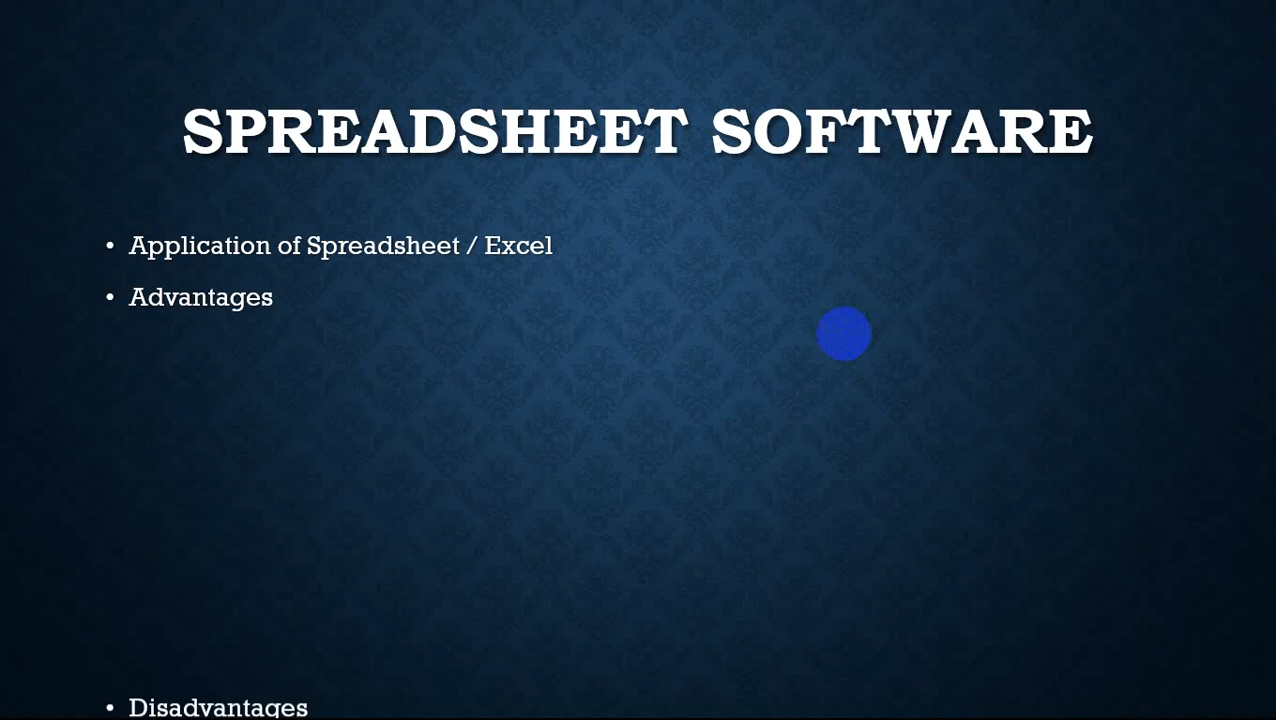 SPREADSHEET SOFTWARE
• Application of Spreadsheet / Excel
• Advantages
• Disadvantages